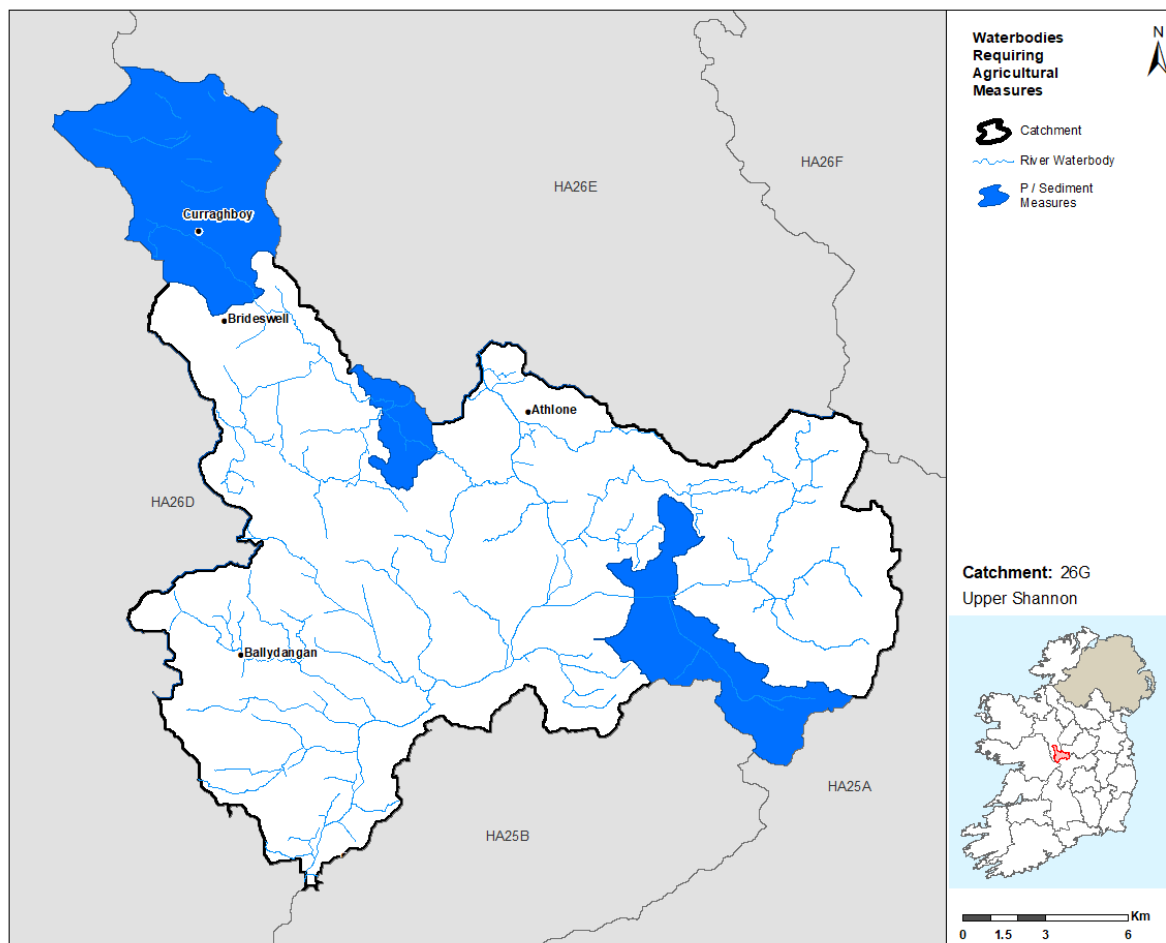 HA26F
HA26E
Curraghboy
Brideswell
Athlone
HA26D
Ballydangan
HA25A
HA25B
Waterbodies
Requiring
Agricultural
Measures
N
Catchment
River Waterbody
P / Sediment
Measures
Catchment: 26G
Upper Shannon
Km
0 1.5 3 6